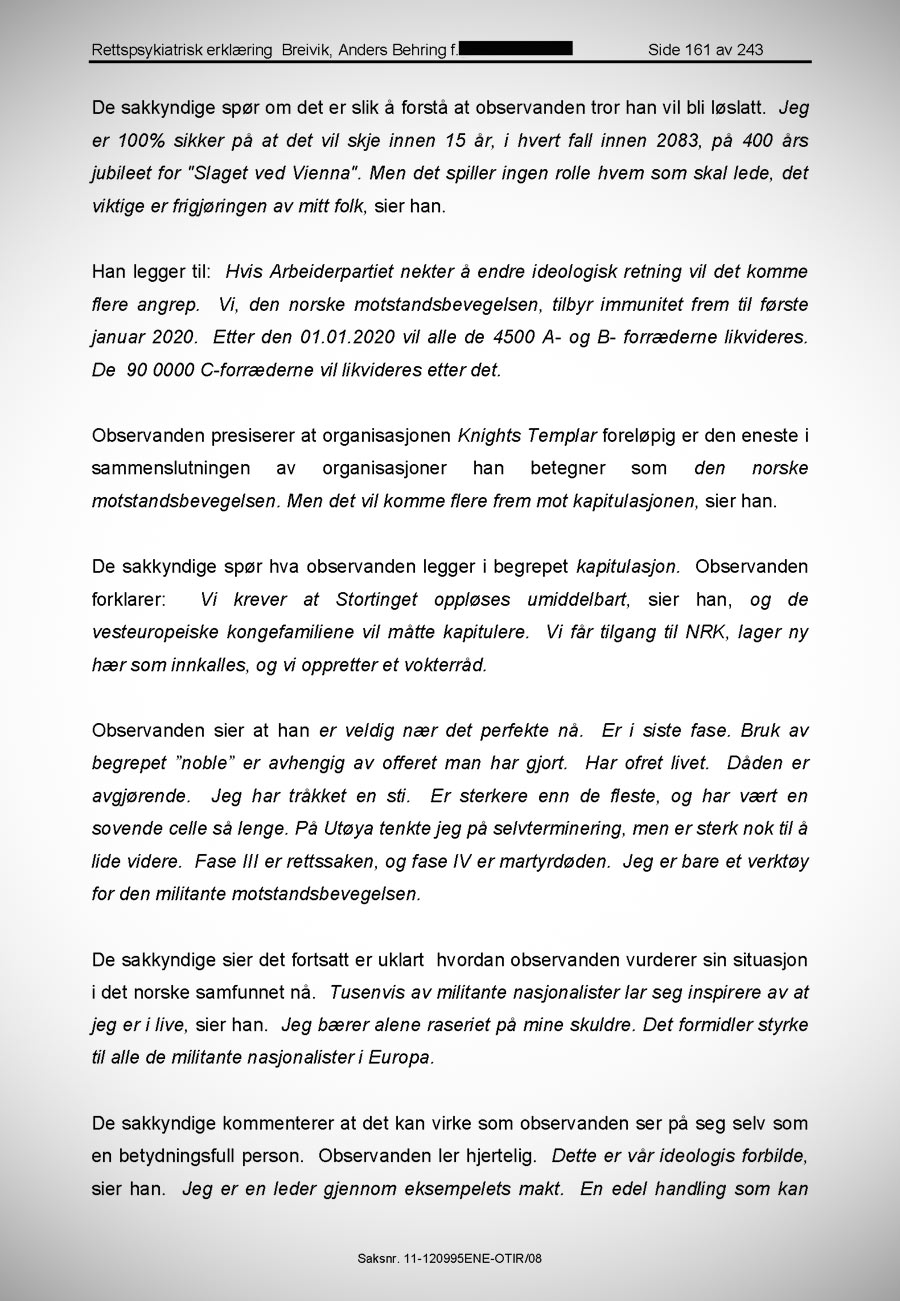 Rettspsykiatrisk erklæring Breivik, Anders Behring f. Side 161 av 243
De sakkyndige spør om det er slik å forstå at observanden tror han vil bli løslatt. Jeg
er 100% sikker på at det vil skje innen 15 år, i hvert fall innen 2083, på 400 års
jubileet for "Slaget ved Vienna". Men det spiller ingen rolle hvem som skal lede, det
viktige er frigjøringen av mitt folk, sier han.
Han legger til: Hvis Arbeiderpartiet nekter å endre ideologisk retning vil det komme
flere angrep. Vi, den norske motstandsbevegelsen, tilbyr immunitet frem til første
januar 2020. Etter den 01.01.2020 vil alle de 4500 A- og B- forræderne likvideres.
De 90 0000 C-forræderne vil likvideres etter det.
Observanden presiserer at organisasjonen Knights Templar foreløpig er den eneste i
sammenslutningen av organisasjoner han betegner som den norske
motstandsbevegelsen. Men det vil komme flere frem mot kapitulasjonen, sier han.
De sakkyndige spør hva observanden legger i begrepet kapitulasjon. Observanden
forklarer: Vi krever at Stortinget oppløses umiddelbart, sier han, og de
vesteuropeiske kongefamiliene vil måtte kapitulere. Vi får tilgang til NRK, lager ny
hær som innkalles, og vi oppretter et vokterråd.
Observanden sier at han er veldig nær det perfekte nå. Er i siste fase. Bruk av
begrepet ”noble” er avhengig av offeret man har gjort. Har ofret livet. Dåden er
avgjørende. Jeg har tråkket en sti. Er sterkere enn de fleste, og har vært en
sovende celle så lenge. På Utøya tenkte jeg på selvterminering, men er sterk nok til å
lide videre. Fase III er rettssaken, og fase IV er martyrdøden. Jeg er bare et verktøy
for den militante motstandsbevegelsen.
De sakkyndige sier det fortsatt er uklart hvordan observanden vurderer sin situasjon
i det norske samfunnet nå. Tusenvis av militante nasjonalister lar seg inspirere av at
jeg er i live, sier han. Jeg bærer alene raseriet på mine skuldre. Det formidler styrke
til alle de militante nasjonalister i Europa.
De sakkyndige kommenterer at det kan virke som observanden ser på seg selv som
en betydningsfull person. Observanden ler hjertelig. Dette er vår ideologis forbilde,
sier han. Jeg er en leder gjennom eksempelets makt. En edel handling som kan
Saksnr. 11-120995ENE-OTIR/08